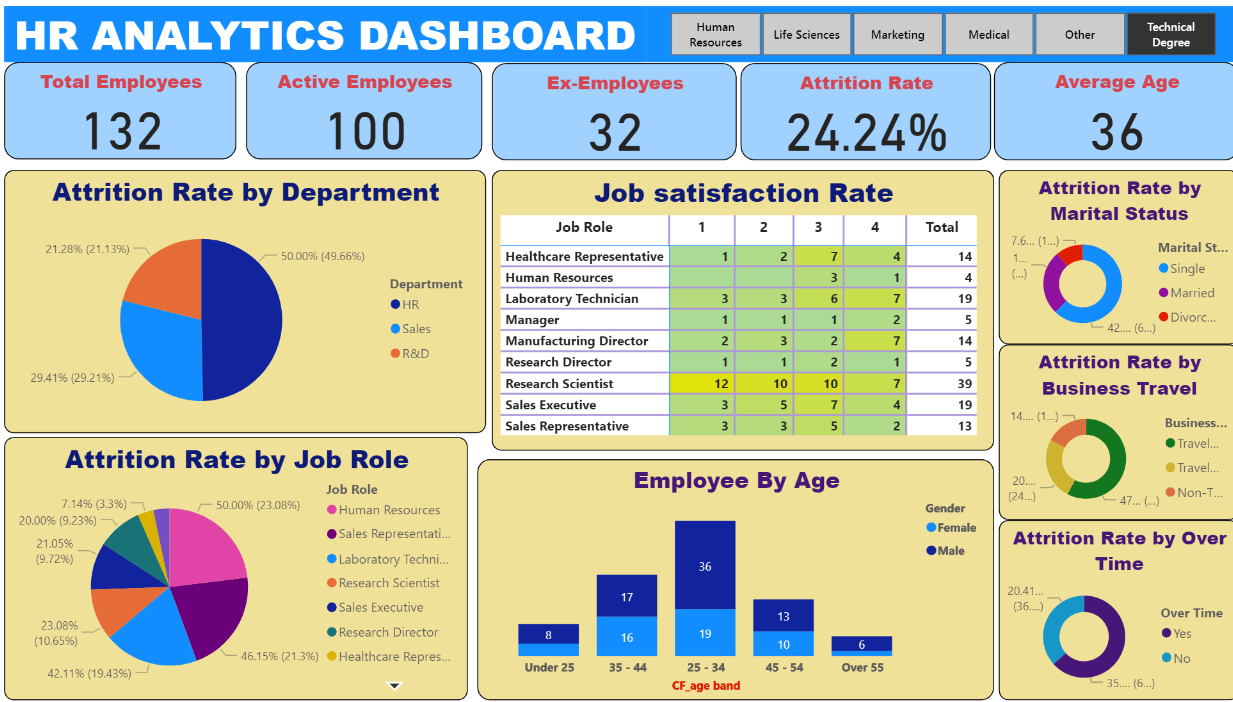 HR ANALYTICS DASHBOARD
Human Resources
Life Sciences
Marketing
Medical
Other
Technical Degree
Total Employees
132
Active Employees
100
Ex-Employees
32
Attrition Rate
24.24%
Average Age
36
Attrition Rate by Department
21.28% (21.13%)
50.00% (49.66%)
29.41% (29.21%)
Department
HR
Sales
R&D
Job satisfaction Rate
Job Role 1 2 3 4 Total
Healthcare Representative 1 2 7 4 14
Human Resources 3 1 4
Laboratory Technician 3 3 6 7 19
Manager 1 1 1 2 5
Manufacturing Director 2 3 2 7 14
Research Director 1 1 2 1 5
Research Scientist 12 10 10 7 39
Sales Executive 3 5 7 4 19
Sales Representative 3 3 5 2 13
Attrition Rate by
Marital Status
7.6... (1...)
1...
(...)
42.... (6...)
Marital St...
Single
Married
Divorc...
Attrition Rate by
Business Travel
14.... (1...)
20....
(24...)
47... (...)
Business...
Travel...
Travel...
Non-T...
Attrition Rate by Job Role
7.14% (3.3%)
50.00% (23.08%)
20.00% (9.23%)
21.05%
(9.72%)
23.08%
(10.65%)
42.11% (19.43%)
46.15% (21.3%)
Job Role
Human Resources
Sales Representati...
Laboratory Techni...
Research Scientist
Sales Executive
Research Director
Healthcare Repres...
Employee By Age
Gender
Female
Male
8
17
16
36
19
13
10
6
Under 25
35 - 44
25 - 34
45 - 54
Over 55
CF_age band
Attrition Rate by Over
Time
20.41...
(36....)
35.... (6...)
Over Time
Yes
No